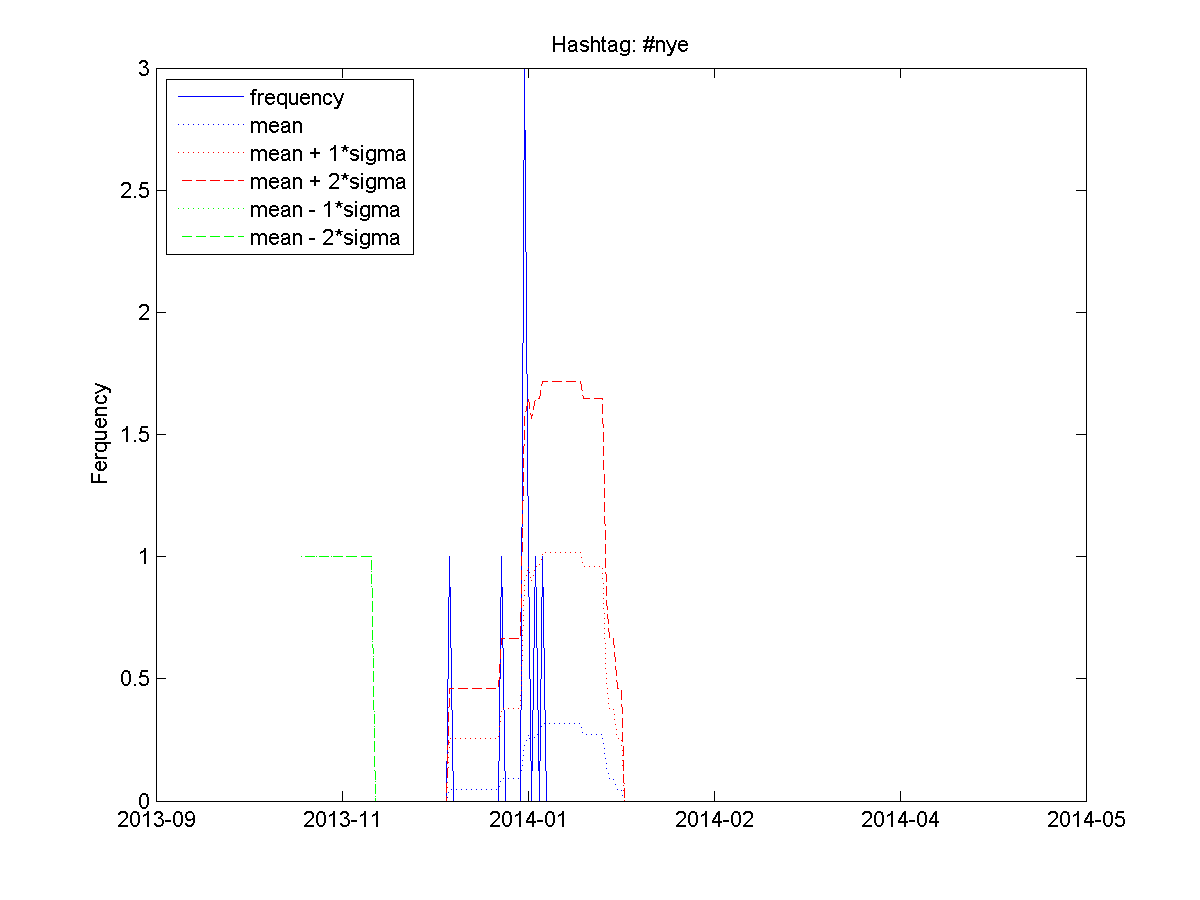 Hashtag: #nye
3
2.5
2
1.5
1
0.5
0
Ferquency
frequency
mean
mean + 1*sigma
mean + 2*sigma
mean - 1*sigma
mean - 2*sigma
2013-09 2013-11 2014-01 2014-02 2014-04 2014-05